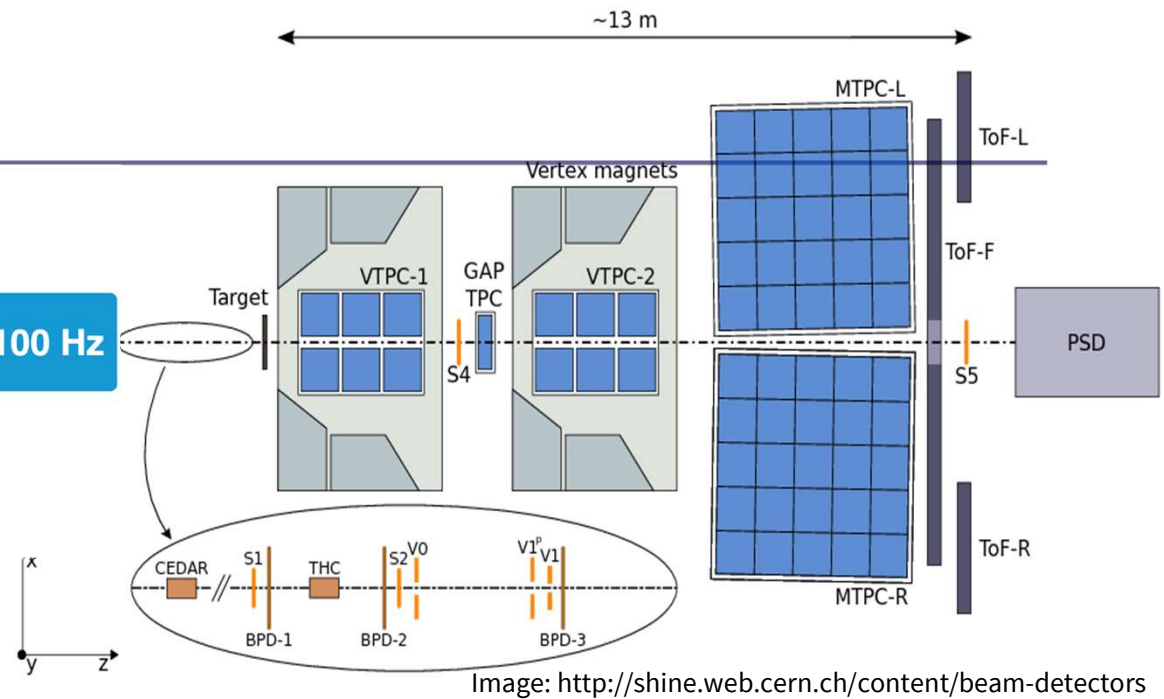 ~13 m
MTPC-L
ToF-L
Vertex magnets
ToF-F
VTPC-1
GAP
TPC
VTPC-2
Target
100 Hz
S4
S5
PSD
ToF-R
MTPC-R
CEDAR
S1
THC
S2
V0
V1p
V1
BPD-1
BPD-2
BPD-3
x
y
z
Image: http://shine.web.cern.ch/content/beam-detectors